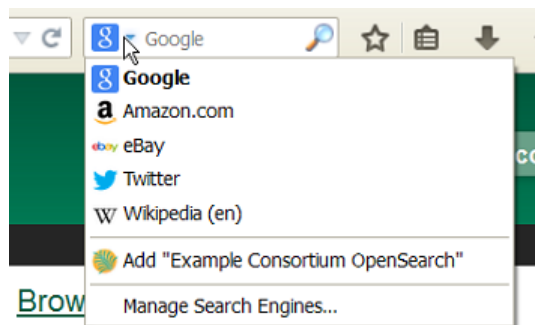 Google
Google
Amazon.com
eBay
Twitter
Wikipedia (en)
Add "Example Consortium OpenSearch"
Manage Search Engines...
Brow